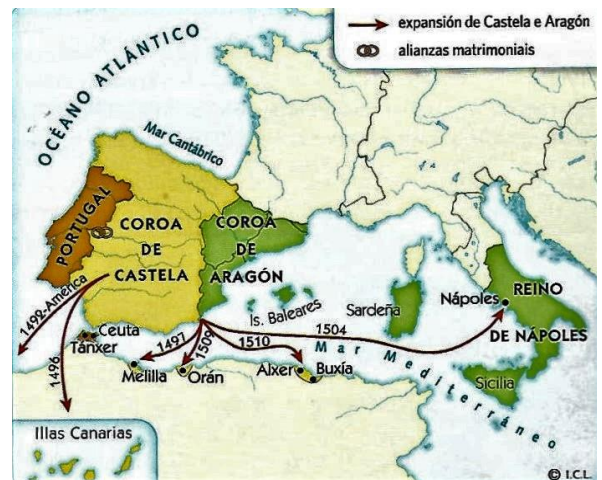 expansión de Castela e Aragón
alianzas matrimoniais
OCÉANO ATLÁNTICO
Mar Cantábrico
PORTUGAL
COROA
DE
CASTELA
COROA
DE
ARAGÓN
REINO
DE NÁPOLES
Nápoles
Sardeña
Is. Baleares
Sicilia
Mar Mediterráneo
1492-América
1496
Ceuta
Tánxer
1497
1509
1510
1504
Melilla
Orán
Alxer
Buxía
Illas Canarias
© I.C.L.